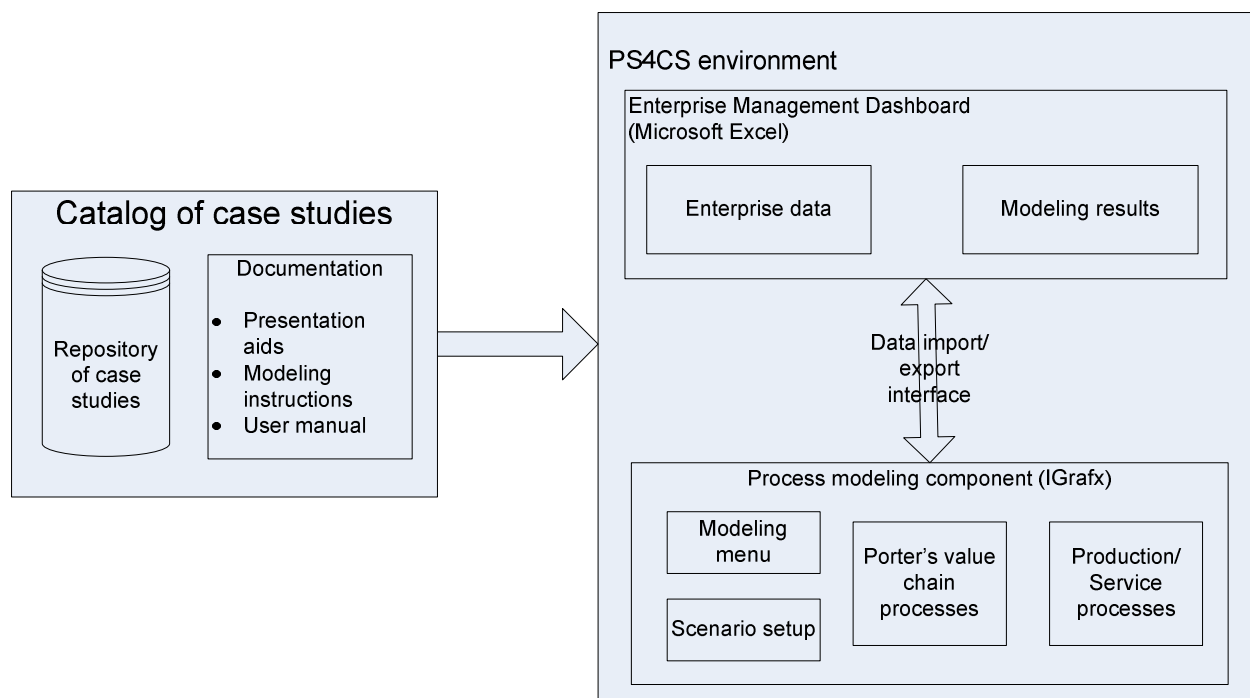 Catalog of case studies
Repository
of case
studies
Documentation
• Presentation
aids
• Modeling
instructions
• User manual
PS4CS environment
Enterprise Management Dashboard
(Microsoft Excel)
Enterprise data
Modeling results
Data import/
export
interface
Process modeling component (IGrafx)
Modeling
menu
Scenario setup
Porter's value
chain
processes
Production/
Service
processes